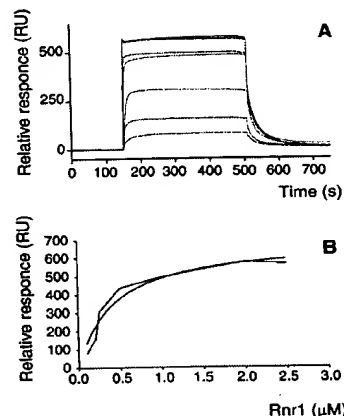 A
Relative responce (RU)
500
250
0
0 100 200 300 400 500 600 700
Time (s)
B
Relative responce (RU)
700
600
500
400
300
200
100
0
0.0 0.5 1.0 1.5 2.0 2.5 3.0
Rnr1 (μM)